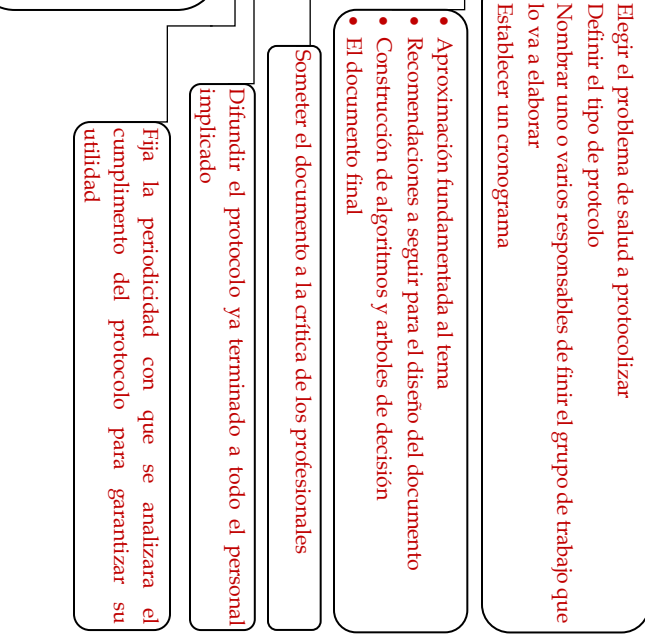 Elegir el problema de salud a protocolizar
Definir el tipo de protcolo
Nombrar uno o varios responsables de finir el grupo de trabajo que
lo va a elaborar
Establecer un cronograma
• Aproximación fundamentada al tema
• Recomendaciones a seguir para el diseño del documento
• Construcción de algoritmos y arboles de decisión
• El documento final
Someter el documento a la crítica de los profesionales
Difundir el protocolo ya terminado a todo el personal
implicado
Fija la periodicidad con que se analizara el
cumplimento del protocolo para garantizar su
utilidad